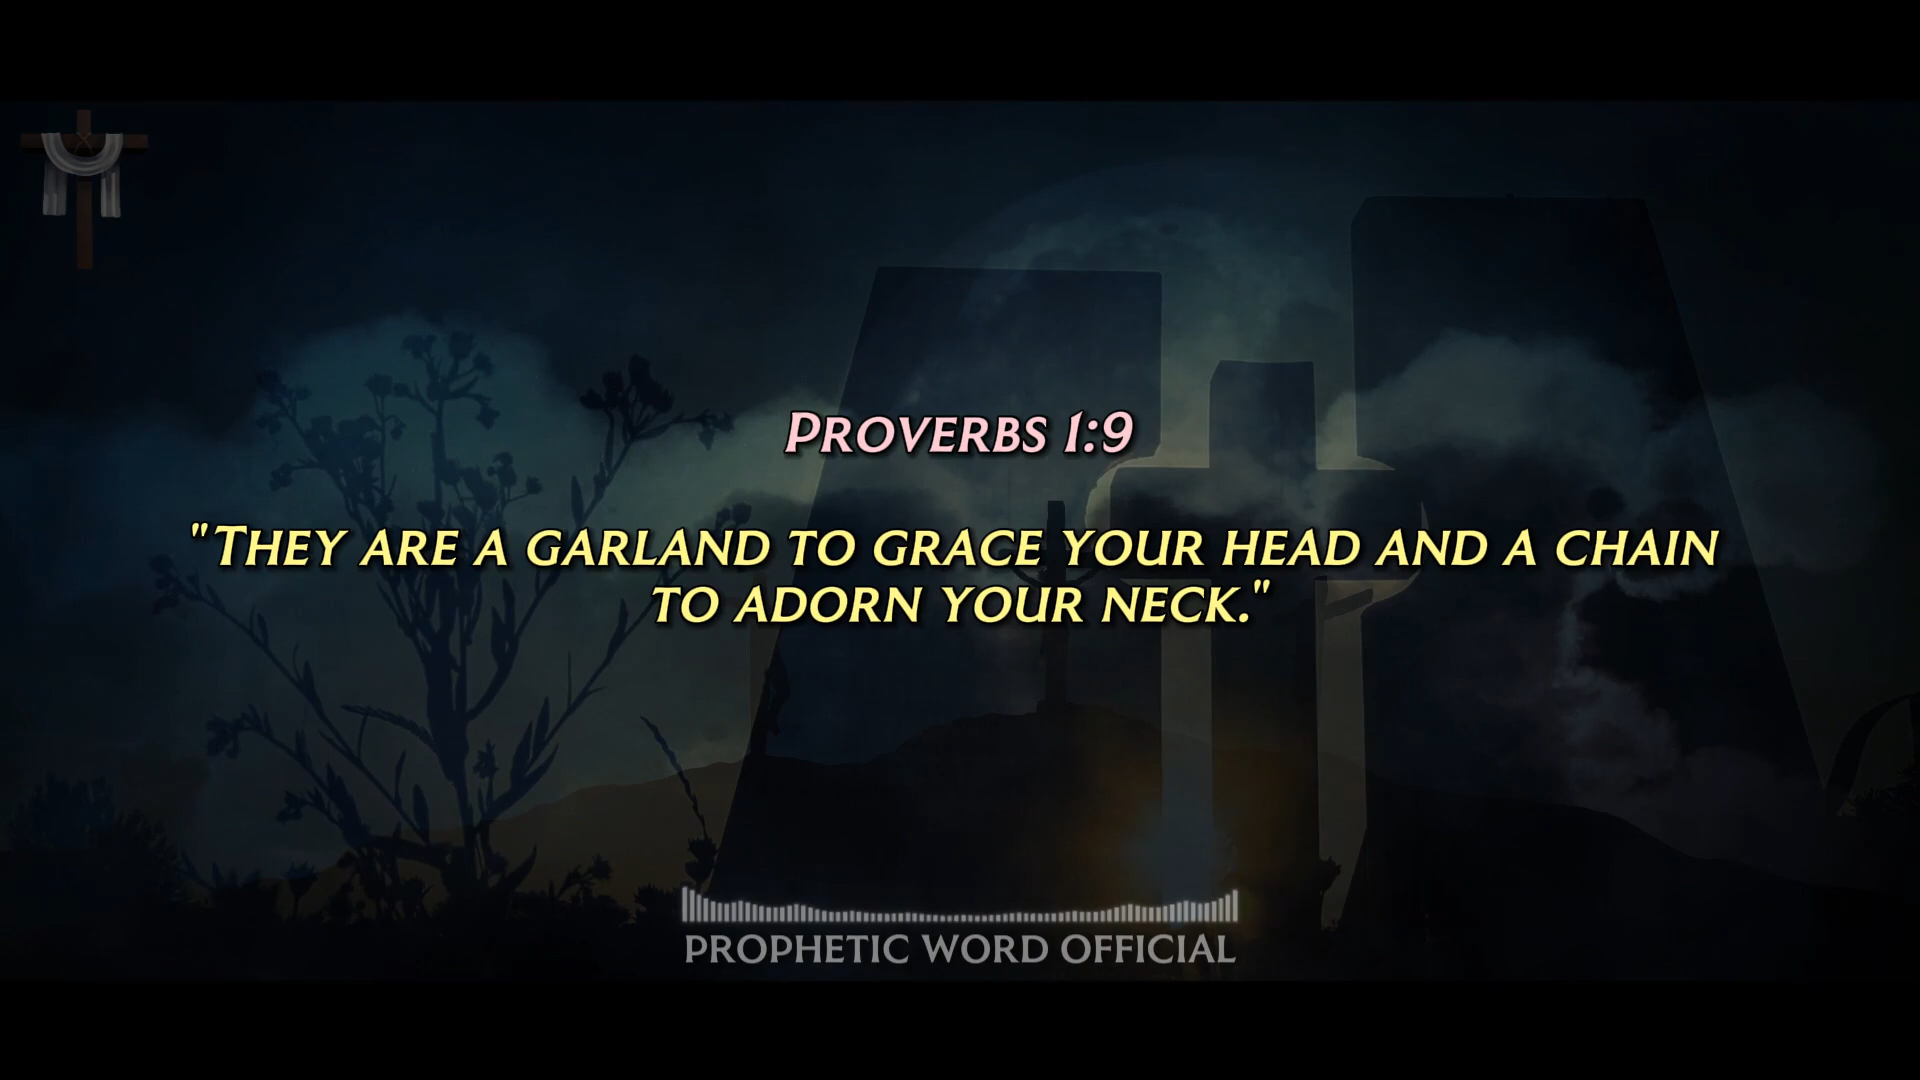 Proverbs 1:9
"They are a garland to grace your head and a chain
to adorn your neck."
PROPHETIC WORD OFFICIAL